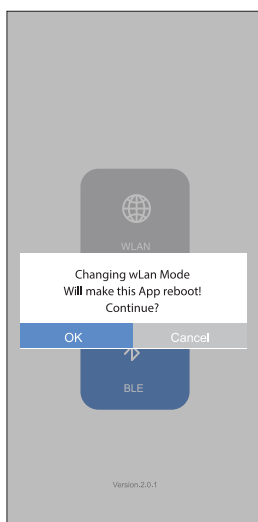 WLAN
Changing wLan Mode
Will make this App reboot!
Continue?
OK Cancel
BLE
Version.2.0.1